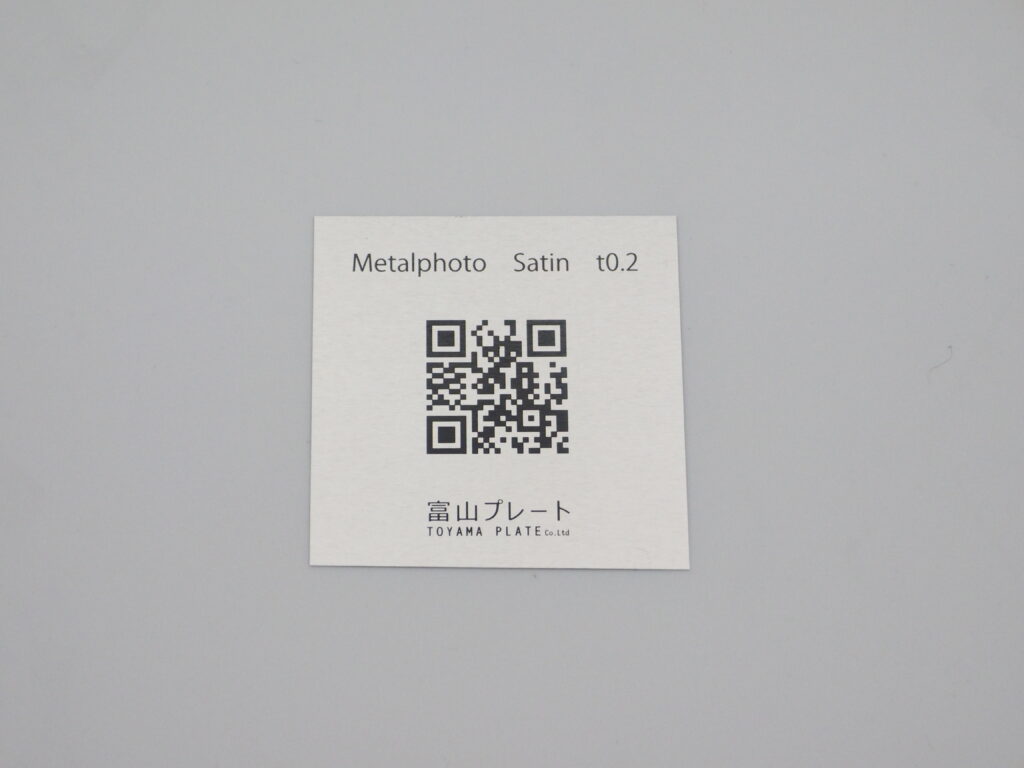 Metalphoto Satin t0.2
富山プレート
TOYAMA PLATE Co.Ltd